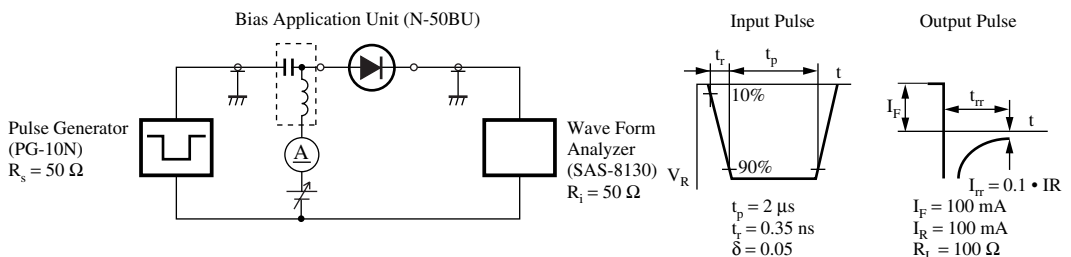 Bias Application Unit (N-50BU)
A
Pulse Generator
(PG-10N)
Rs = 50 Ω
Wave Form
Analyzer
(SAS-8130)
Ri = 50 Ω
Input Pulse
tr
tp
t
10%
90%
VR
tp = 2 μs
tr = 0.35 ns
δ = 0.05
Output Pulse
IF
trr
t
Irr = 0.1 • IR
IF = 100 mA
IR = 100 mA
RL = 100 Ω